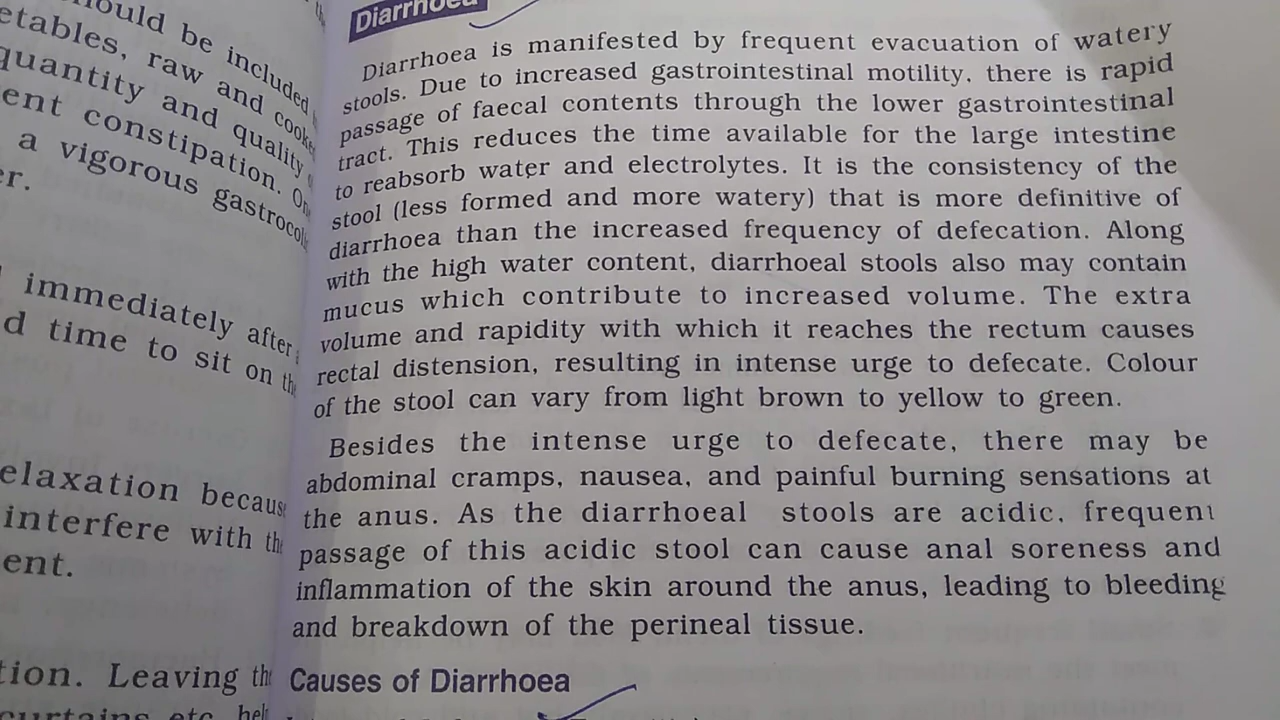 ould be included
etables, raw and
quantity and quality
ent constipation.
a vigorous
er.
immediately after
d time to sit on
elaxation
interfere with
ent.
tion. Leaving
curtains etc
Diarrhoea
Diarrhoea is manifested by frequent evacuation of watery
stools. Due to increased gastrointestinal motility, there is rapid
passage of faecal contents through the lower gastrointestinal
tract. This reduces the time available for the large intestine
to reabsorb water and electrolytes. It is the consistency of the
stool (less formed and more watery) that is more definitive of
diarrhoea than the increased frequency of defecation. Along
with the high water content, diarrhoeal stools also may contain
mucus which contribute to increased volume. The extra
volume and rapidity with which it reaches the rectum causes
rectal distension, resulting in intense urge to defecate. Colour
of the stool can vary from light brown to yellow to green.
Besides the intense urge to defecate, there may be
abdominal cramps, nausea, and painful burning sensations at
the anus. As the diarrhoeal stools are acidic, frequent
passage of this acidic stool can cause anal soreness and
inflammation of the skin around the anus, leading to bleeding
and breakdown of the perineal tissue.
Causes of Diarrhoea